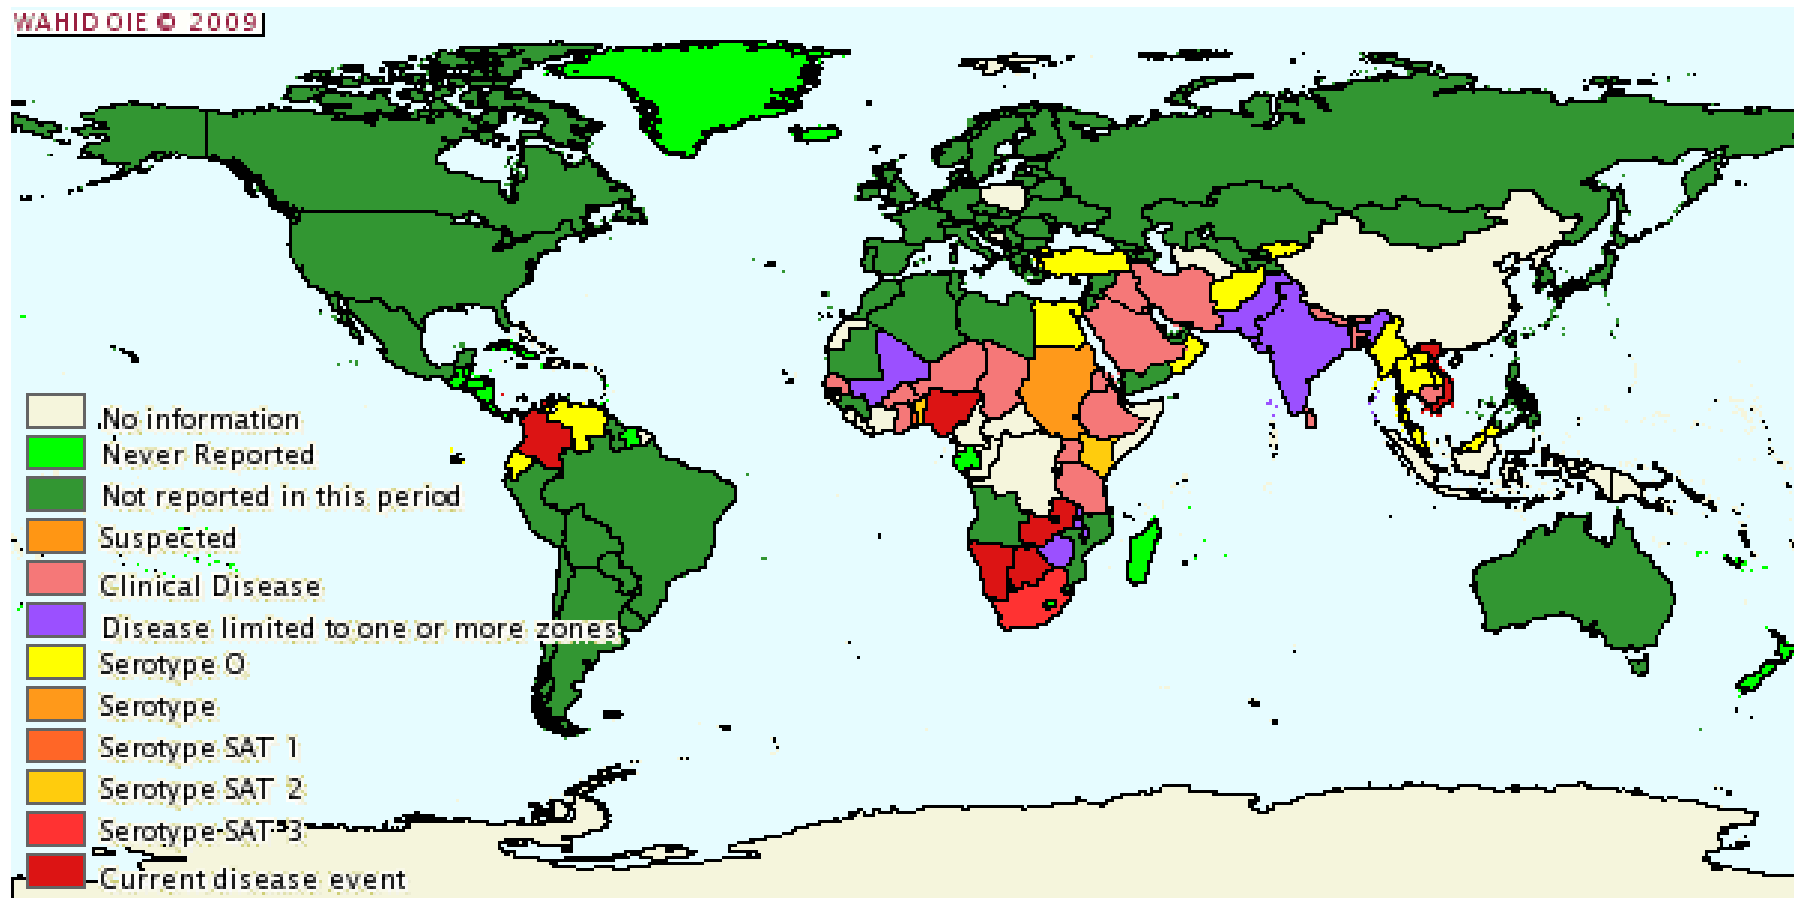 WAHID OIE © 2009
No information
Never Reported
Not reported in this period
Suspected
Clinical Disease
Disease limited to one or more zones
Serotype O
Serotype
Serotype SAT 1
Serotype SAT 2
Serotype SAT 3
Current disease event